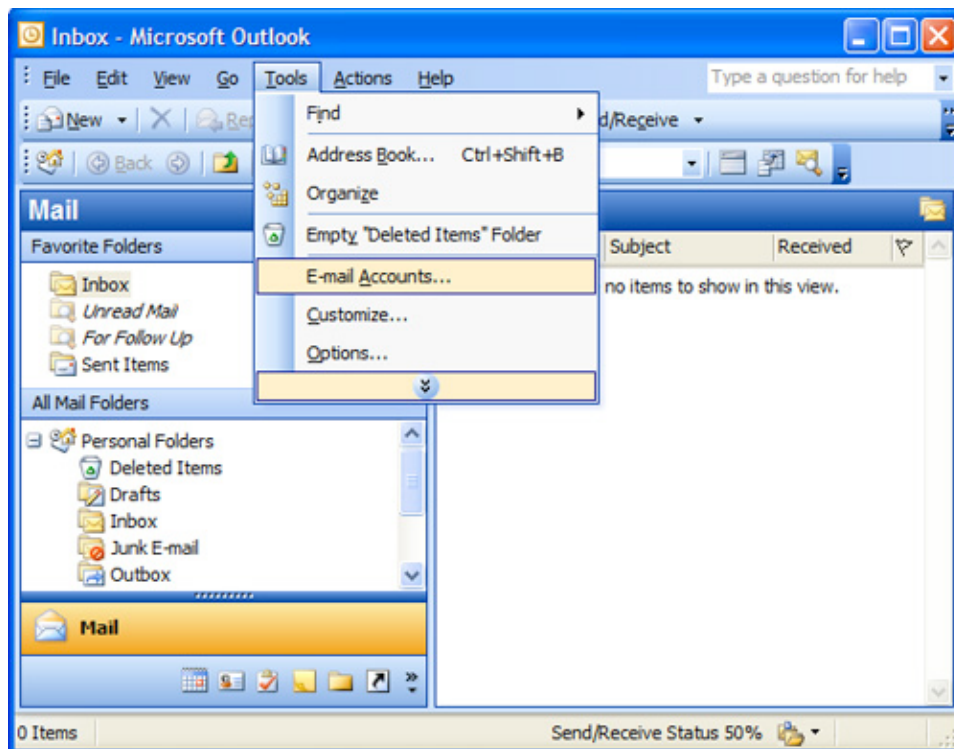 Inbox - Microsoft Outlook
File Edit View Go Tools Actions Help Type a question for help
New d/Receive
Back
Find
Address Book... Ctrl+Shift+B
Organize
Empty "Deleted Items" Folder
E-mail Accounts...
Customize...
Options...
Mail
Favorite Folders
Inbox
Unread Mail
For Follow Up
Sent Items
All Mail Folders
Personal Folders
Deleted Items
Drafts
Inbox
Junk E-mail
Outbox
Mail
Subject Received
no items to show in this view.
0 Items Send/Receive Status 50%